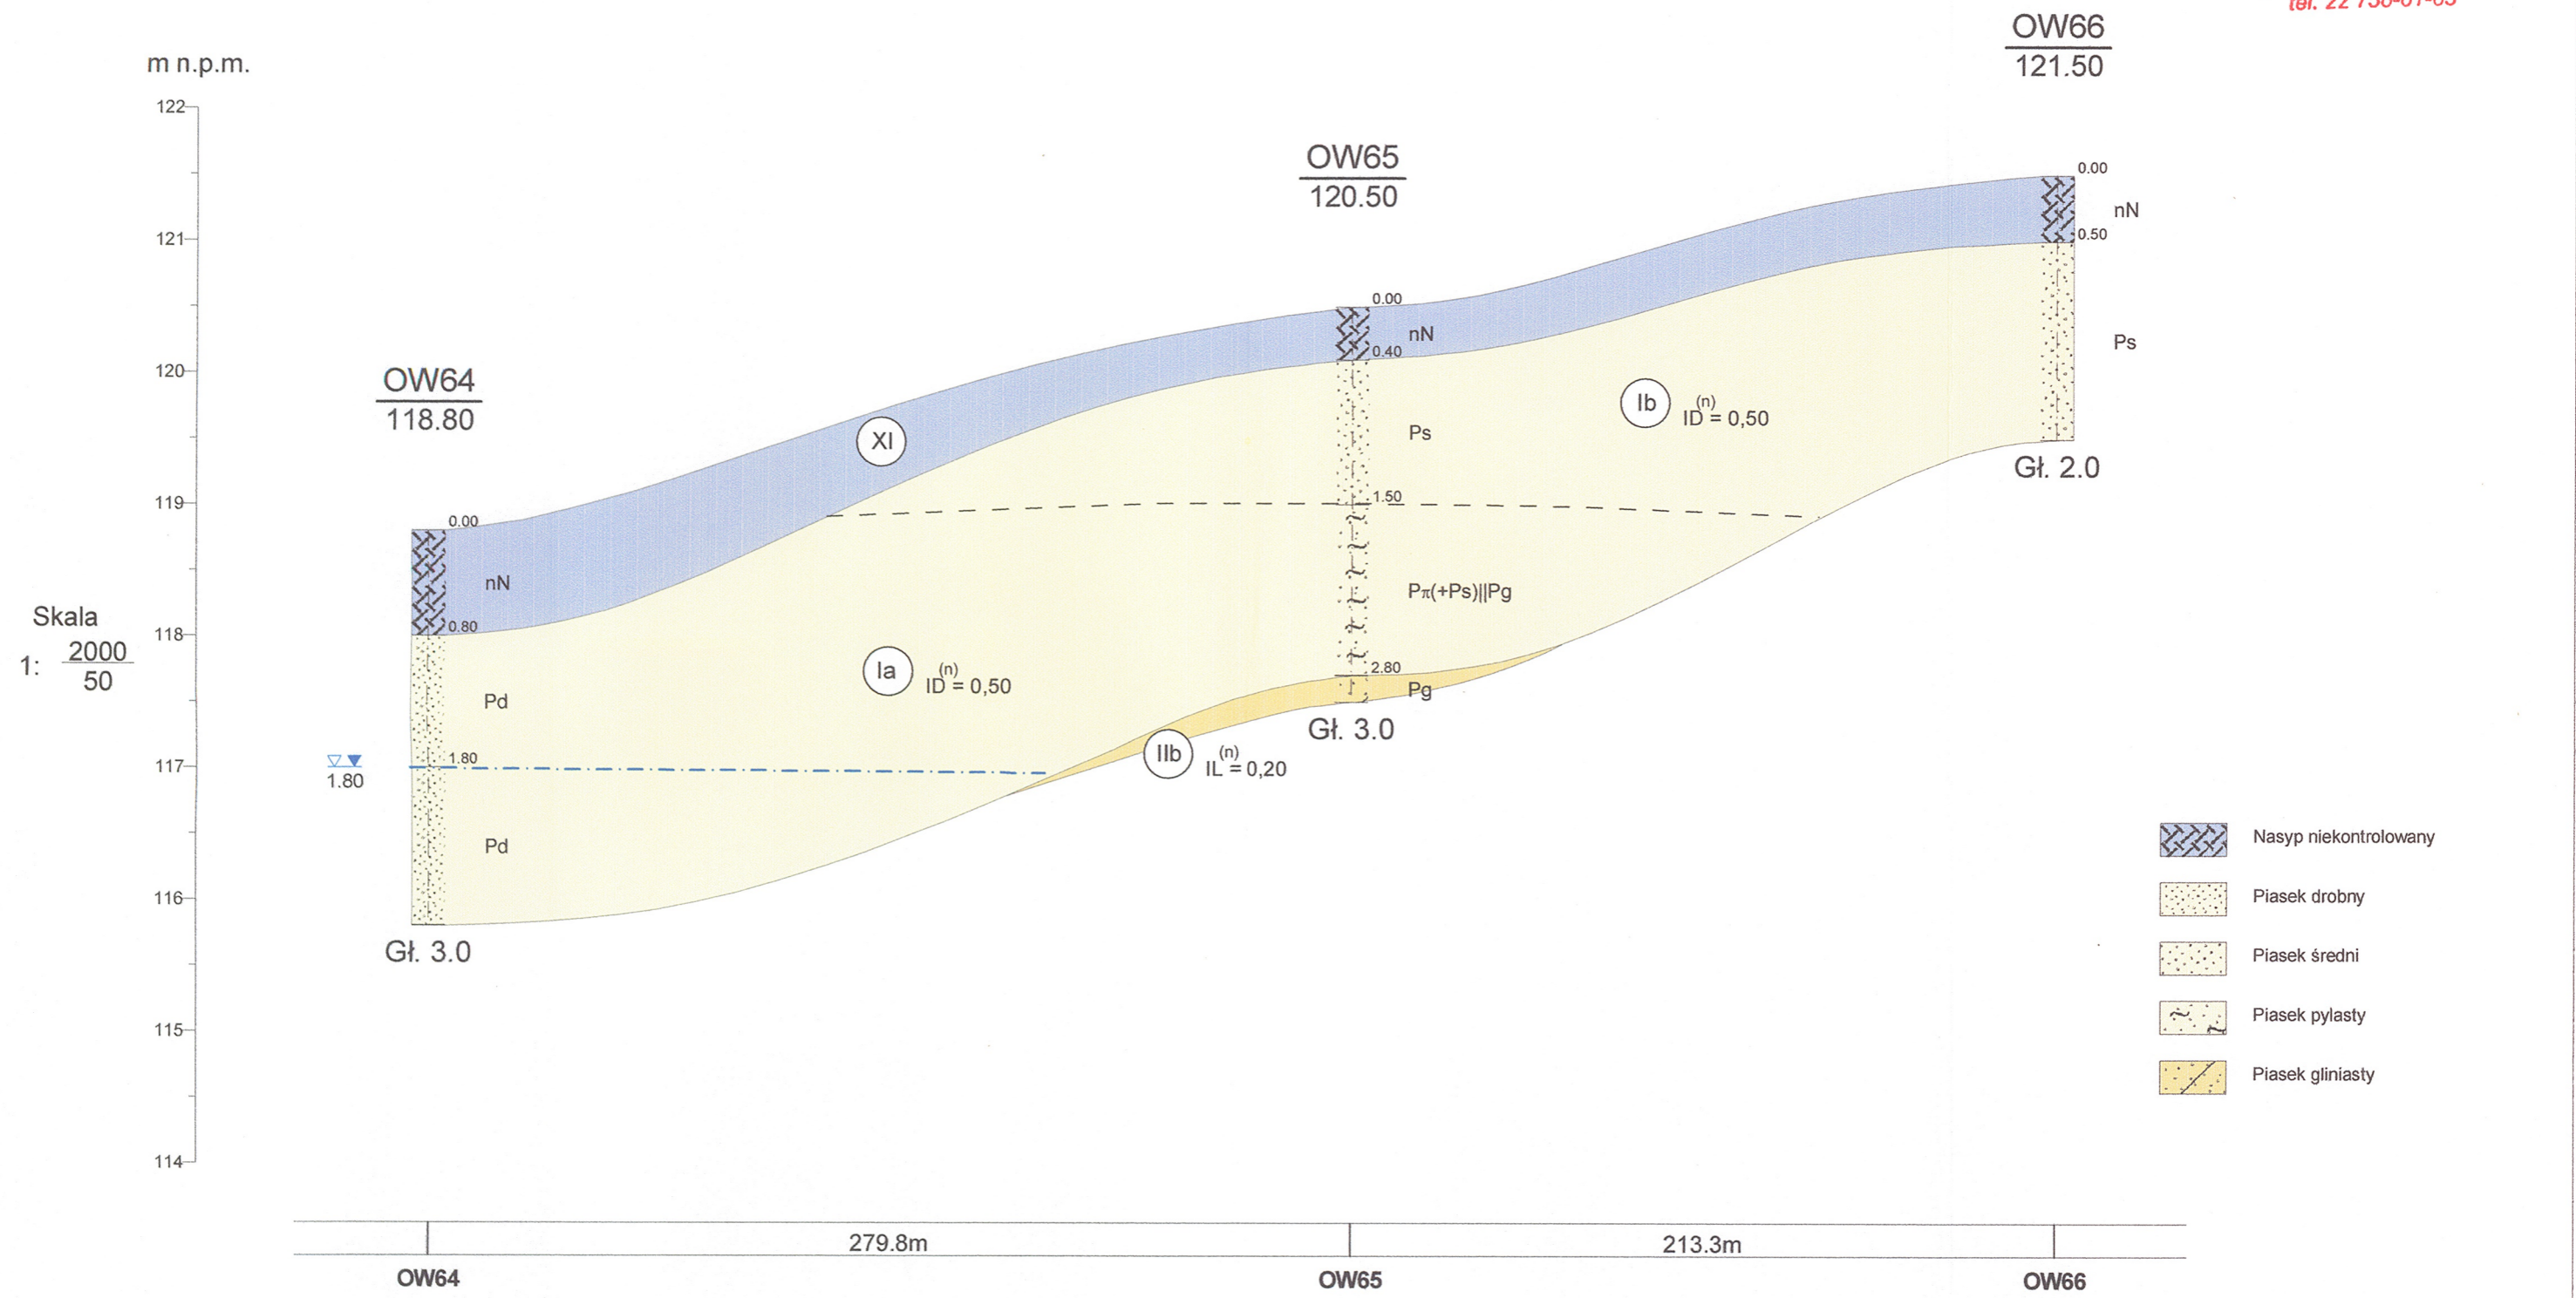 OW66
121.50
m n.p.m.
122
121
120
119
118
117
116
115
114
Skala
1: 2000
50
OW64
118.80
0.00
nN
0.80
Pd
1.80
1.80
Pd
Gł. 3.0
XI
Ia (n)
ID = 0,50
OW65
120.50
0.00
nN
0.40
Ps
1.50
Pπ(+Ps)||Pg
2.80
Pg
Gł. 3.0
IIb (n)
IL = 0,20
Ib (n)
ID = 0,50
0.00
nN
0.50
Ps
Gł. 2.0
Nasyp niekontrolowany
Piasek drobny
Piasek średni
Piasek pylasty
Piasek gliniasty
279.8m
213.3m
OW64
OW65
OW66